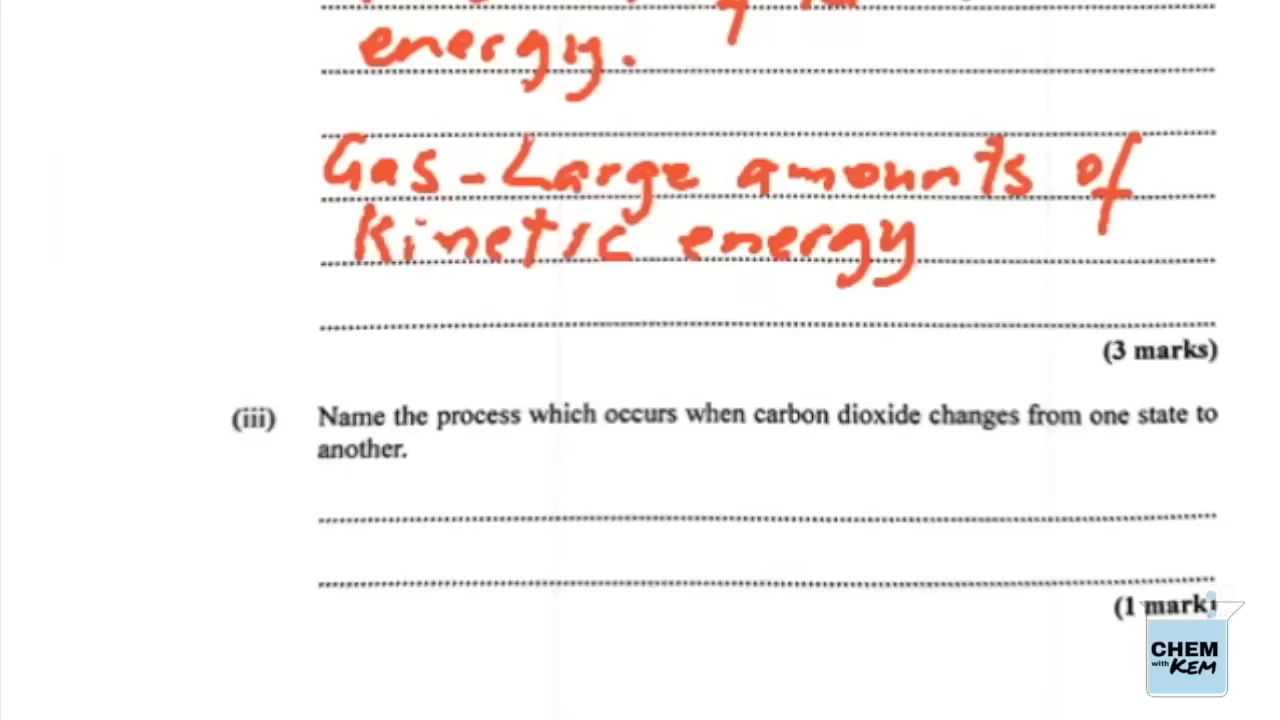 energy.
Gas - Large amounts of
Kinetic energy
(3 marks)
(iii) Name the process which occurs when carbon dioxide changes from one state to
another.
(1 mark)
CHEM
with KEM